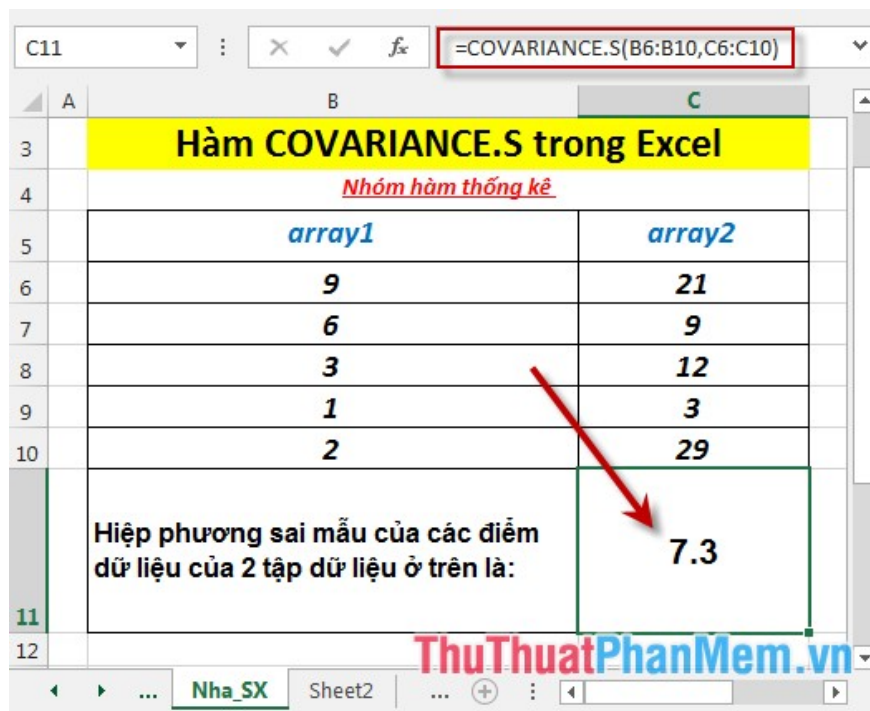 C11 fx =COVARIANCE.S(B6:B10,C6:C10)
A B C
3 Hàm COVARIANCE.S trong Excel
4 Nhóm hàm thống kê
5 array1 array2
6 9 21
7 6 9
8 3 12
9 1 3
10 2 29
Hiệp phương sai mẫu của các điểm
dữ liệu của 2 tập dữ liệu ở trên là:
7.3
11
12
ThuThuatPhanMem.vn
... Nha_SX Sheet2 ...